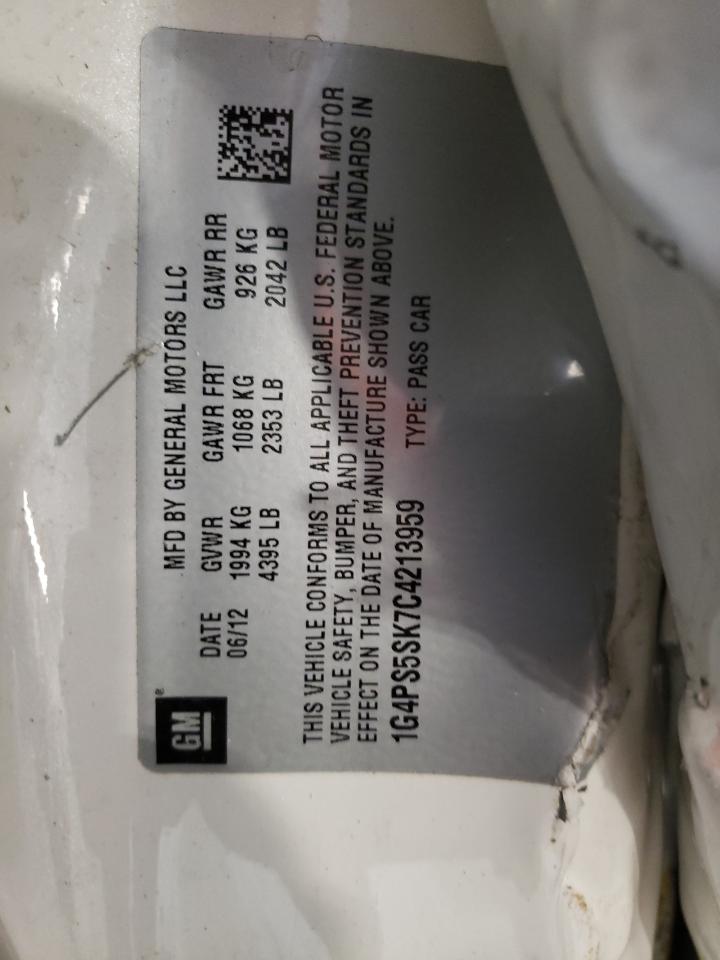 GM®
MFD BY GENERAL MOTORS LLC
DATE GVWR GAWR FRT GAWR RR
06/12 1994 KG 1068 KG 926 KG
4395 LB 2353 LB 2042 LB
THIS VEHICLE CONFORMS TO ALL APPLICABLE U.S. FEDERAL MOTOR
VEHICLE SAFETY, BUMPER, AND THEFT PREVENTION STANDARDS IN
EFFECT ON THE DATE OF MANUFACTURE SHOWN ABOVE.
1G4PS5SK7C4213959 TYPE: PASS CAR